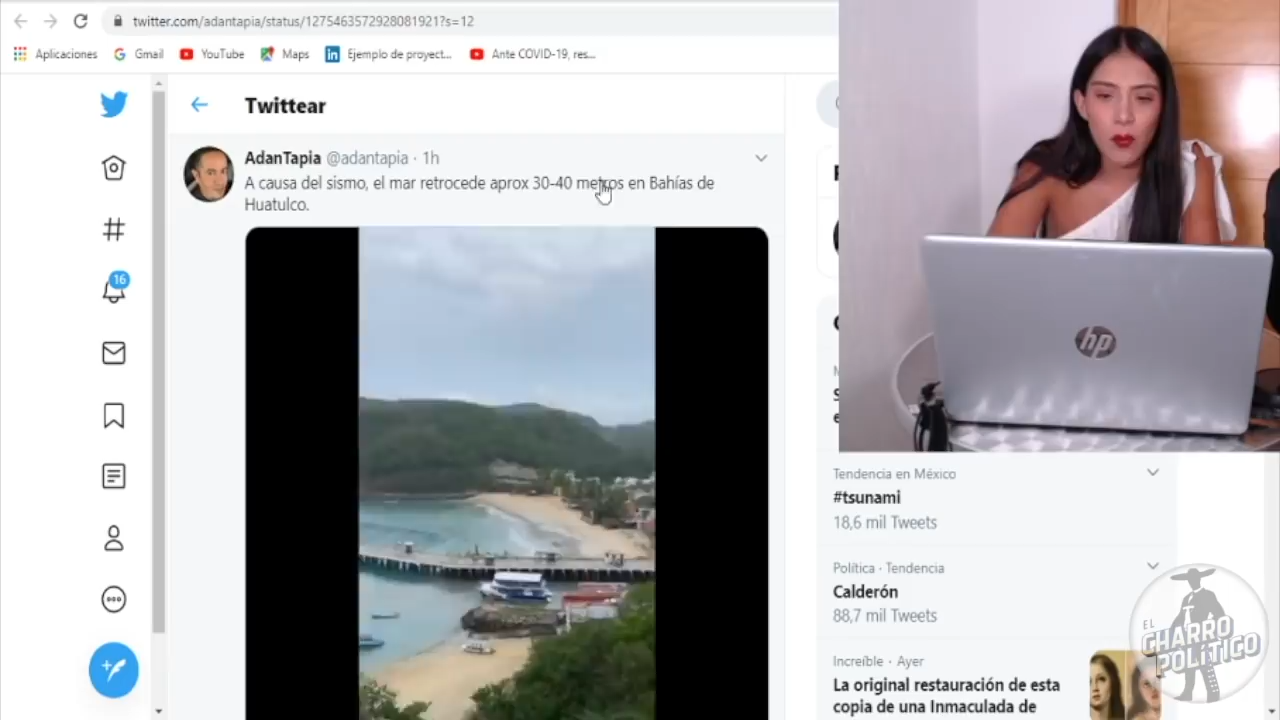 twitter.com/adantapia/status/1275463572928081921?s=12
Aplicaciones
Gmail
YouTube
Maps
Ejemplo de proyect...
Ante COVID-19, res...
Twittear
AdanTapia @adantapia · 1h
A causa del sismo, el mar retrocede aprox 30-40 metros en Bahías de
Huatulco.
16
hp
Tendencia en México
#tsunami
18,6 mil Tweets
Política · Tendencia
Calderón
88,7 mil Tweets
Increíble · Ayer
La original restauración de esta
copia de una Inmaculada de
EL
CHARRO
POLÍTICO